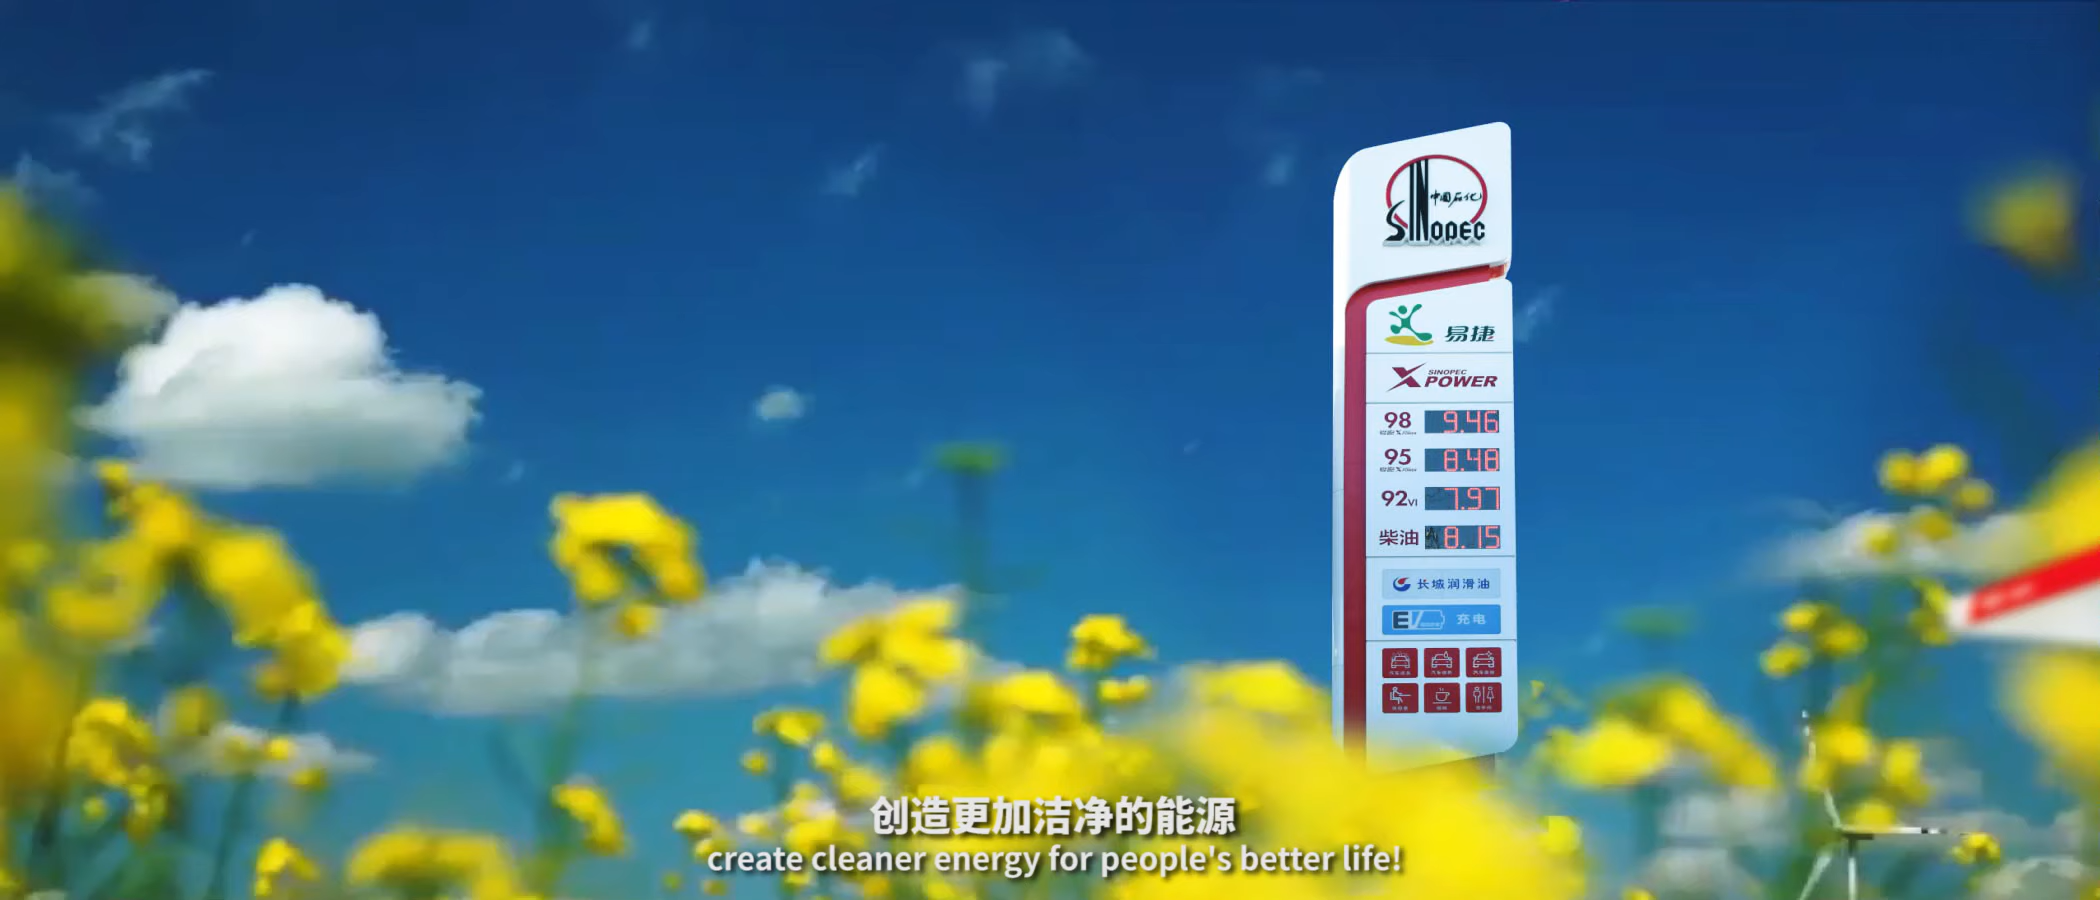 中国石化
SINOPEC
易捷
SINOPEC
X POWER
98 9.46
95 8.48
92 VI 7.97
柴油 8.15
长城润滑油
E 充电
创造更加洁净的能源
create cleaner energy for people's better life!